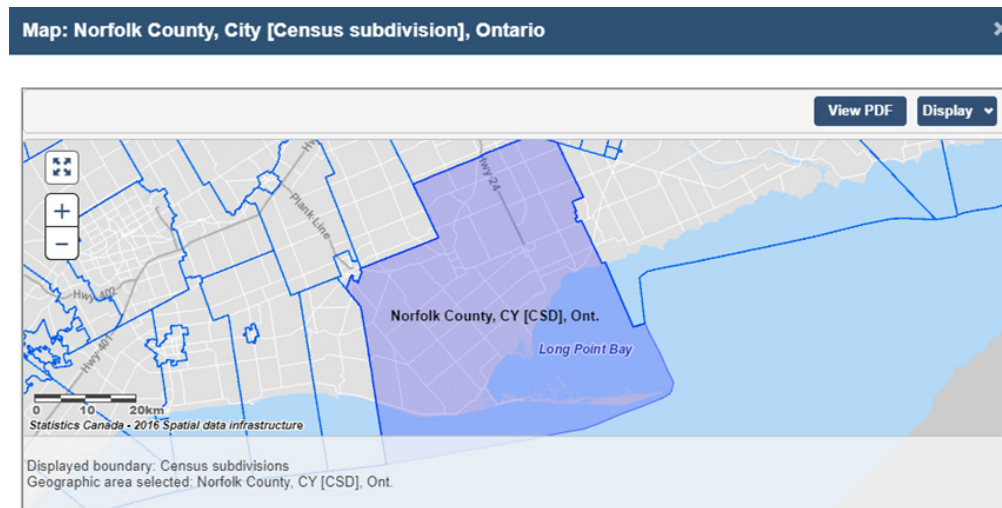 Map: Norfolk County, City [Census subdivision], Ontario
×
View PDF
Display
Hwy-24
Plank-Line
+
−
Hwy-402
Norfolk County, CY [CSD], Ont.
Long Point Bay
Hwy-401
0 10 20km
Statistics Canada - 2016 Spatial data infrastructure
Displayed boundary: Census subdivisions
Geographic area selected: Norfolk County, CY [CSD], Ont.